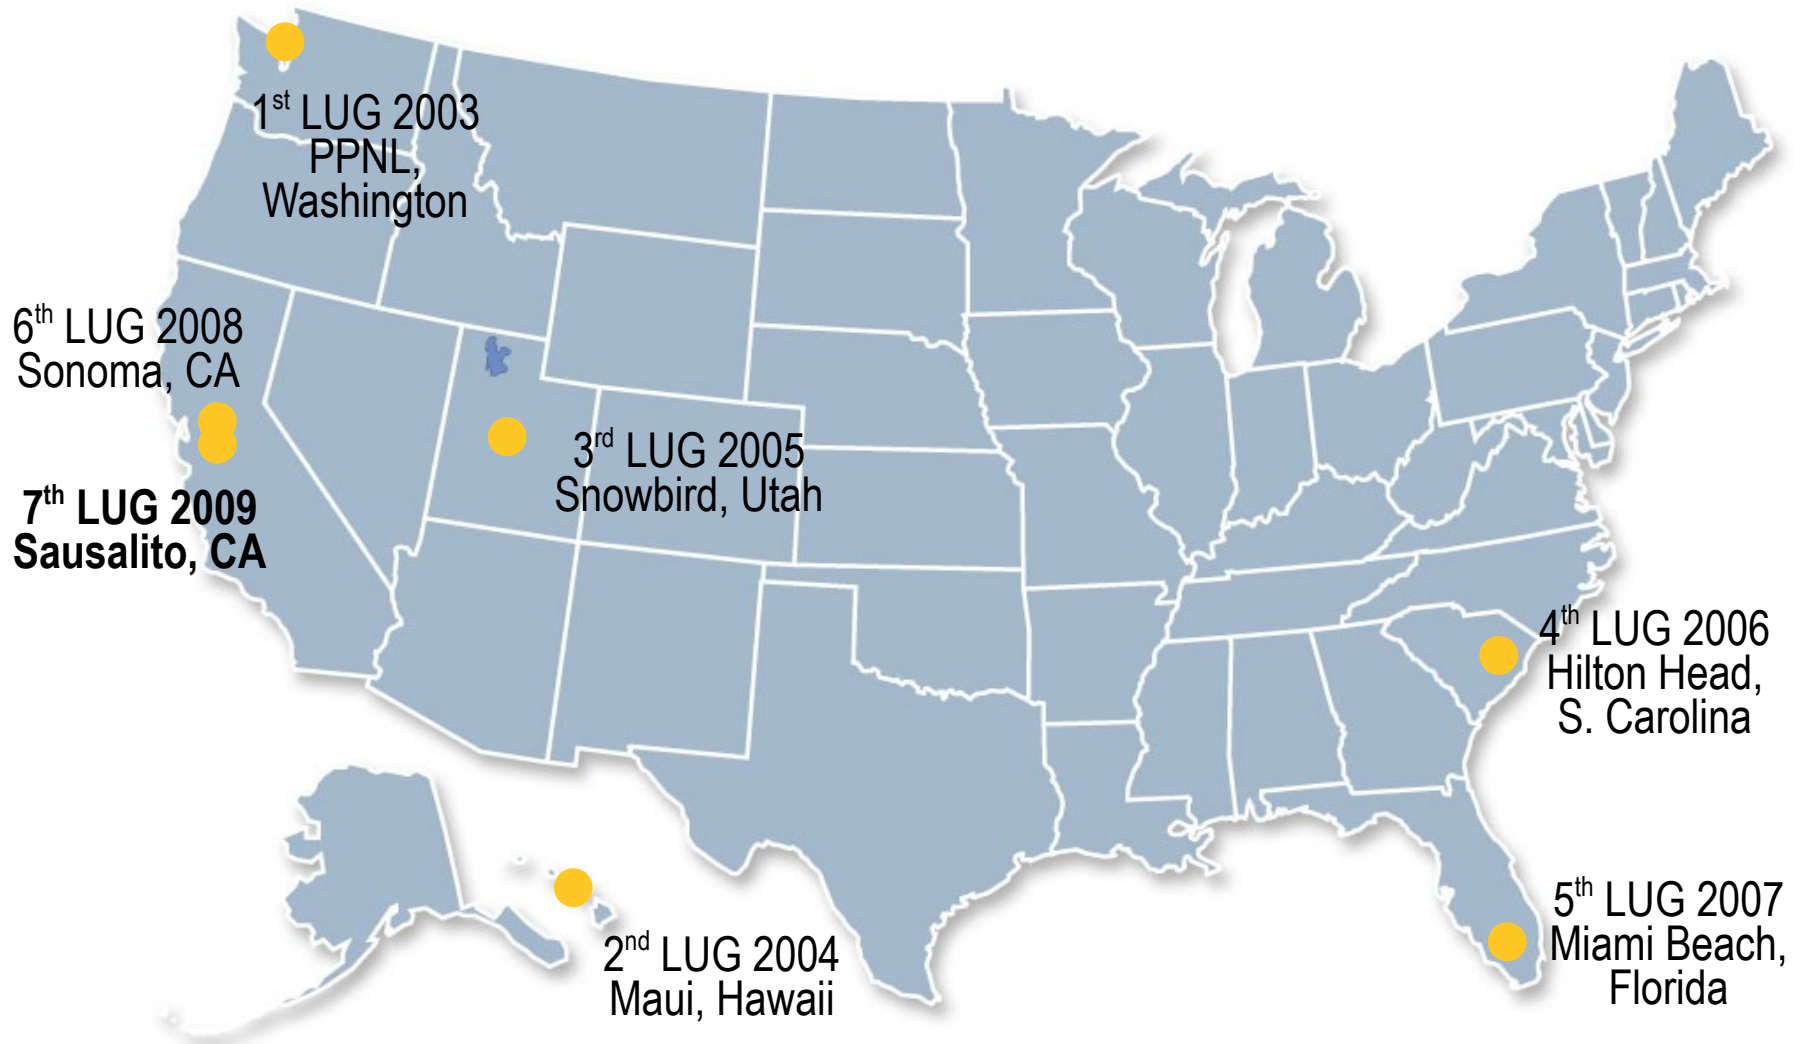 1st LUG 2003
PPNL,
Washington
6th LUG 2008
Sonoma, CA
7th LUG 2009
Sausalito, CA
3rd LUG 2005
Snowbird, Utah
4th LUG 2006
Hilton Head,
S. Carolina
5th LUG 2007
Miami Beach,
Florida
2nd LUG 2004
Maui, Hawaii